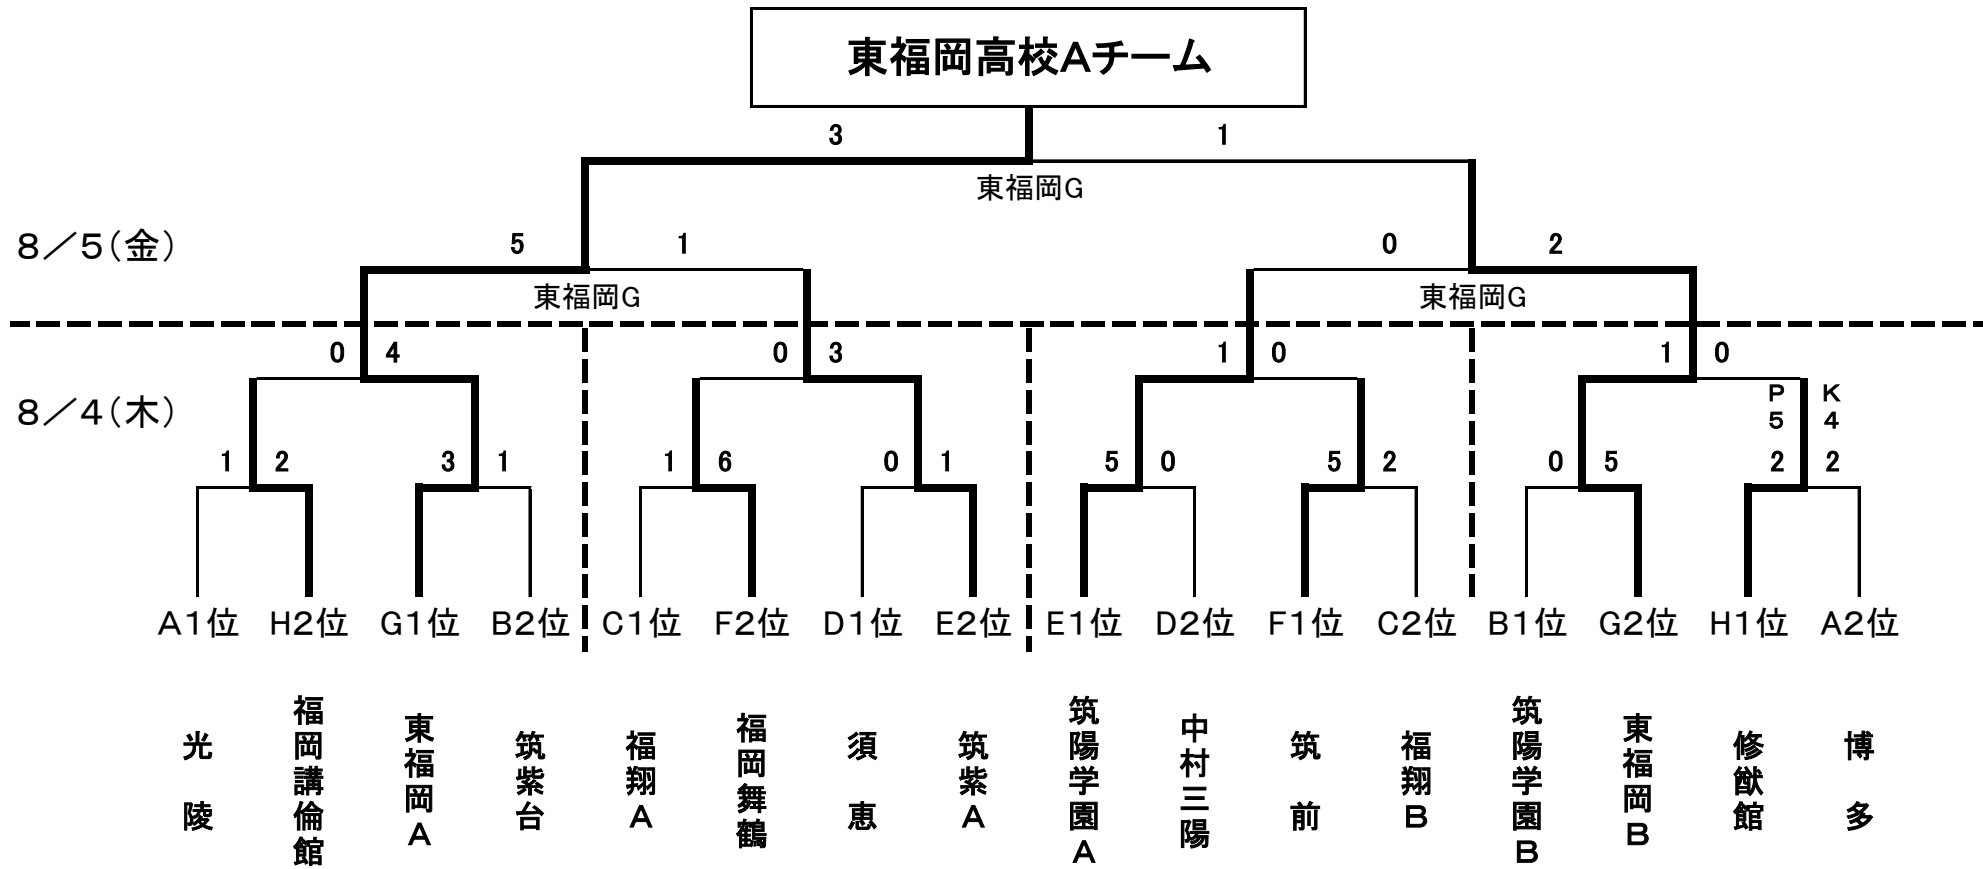 東福岡高校Aチーム
3 1
東福岡G
8/5(金)
5 1 0 2
東福岡G 東福岡G
0 4 0 3 1 0 1 0
8/4(木)
P K
5 4
1 2 3 1 1 6 0 1 5 0 5 2 0 5 2 2
A1位 H2位 G1位 B2位 C1位 F2位 D1位 E2位 E1位 D2位 F1位 C2位 B1位 G2位 H1位 A2位
光陵
福岡講倫館
東福岡A
筑紫台
福翔A
福岡舞鶴
須恵
筑紫A
筑陽学園A
中村三陽
筑前
福翔B
筑陽学園B
東福岡B
修猷館
博多